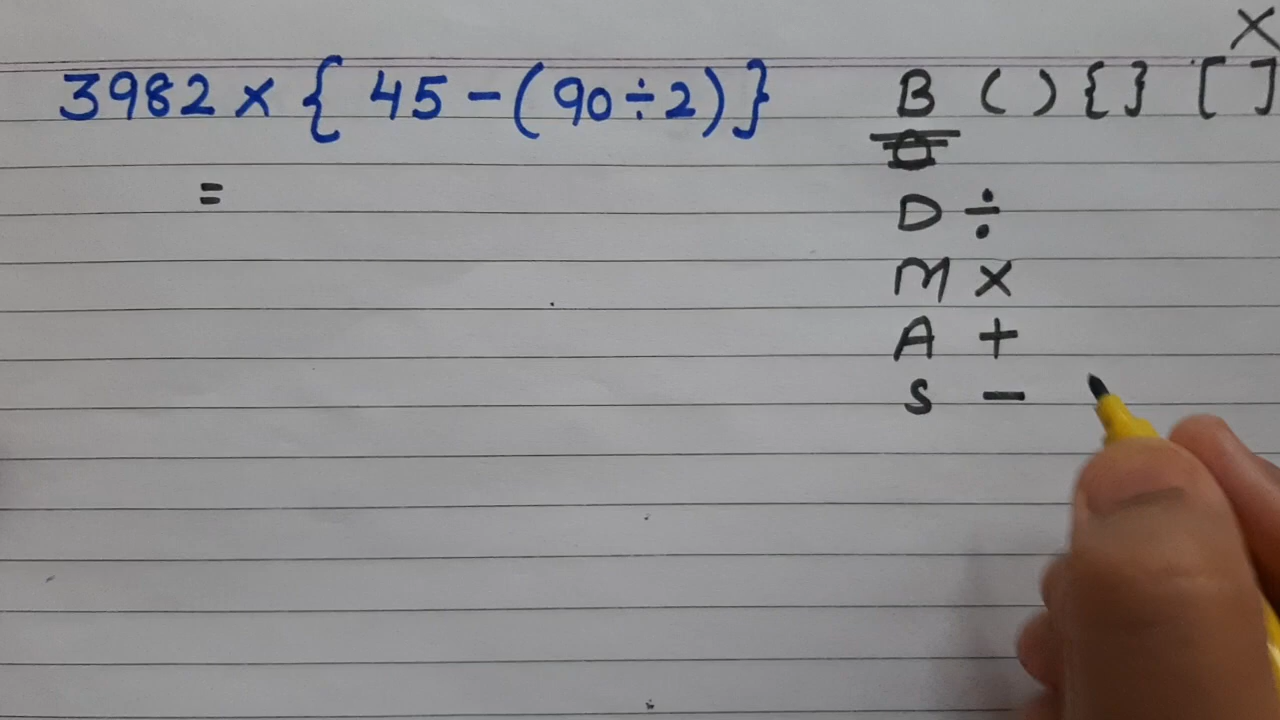 3982 × { 45 - ( 90 ÷ 2 ) } B ( ) { } [ ] ×
=
D ÷
M ×
A +
S -